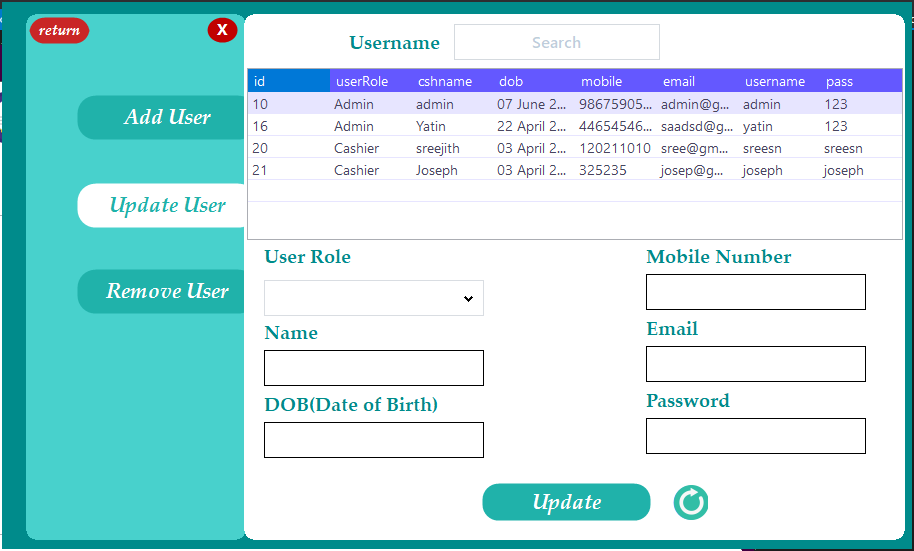 return
X
Add User
Update User
Remove User
Username Search
id userRole cshname dob mobile email username pass
10 Admin admin 07 June 2... 98675905... admin@g... admin 123
16 Admin Yatin 22 April 2... 44654546... saadsd@g... yatin 123
20 Cashier sreejith 03 April 2... 120211010 sree@gm... sreesn sreesn
21 Cashier Joseph 03 April 2... 325235 josep@g... joseph joseph
User Role Mobile Number
Name Email
DOB(Date of Birth) Password
Update